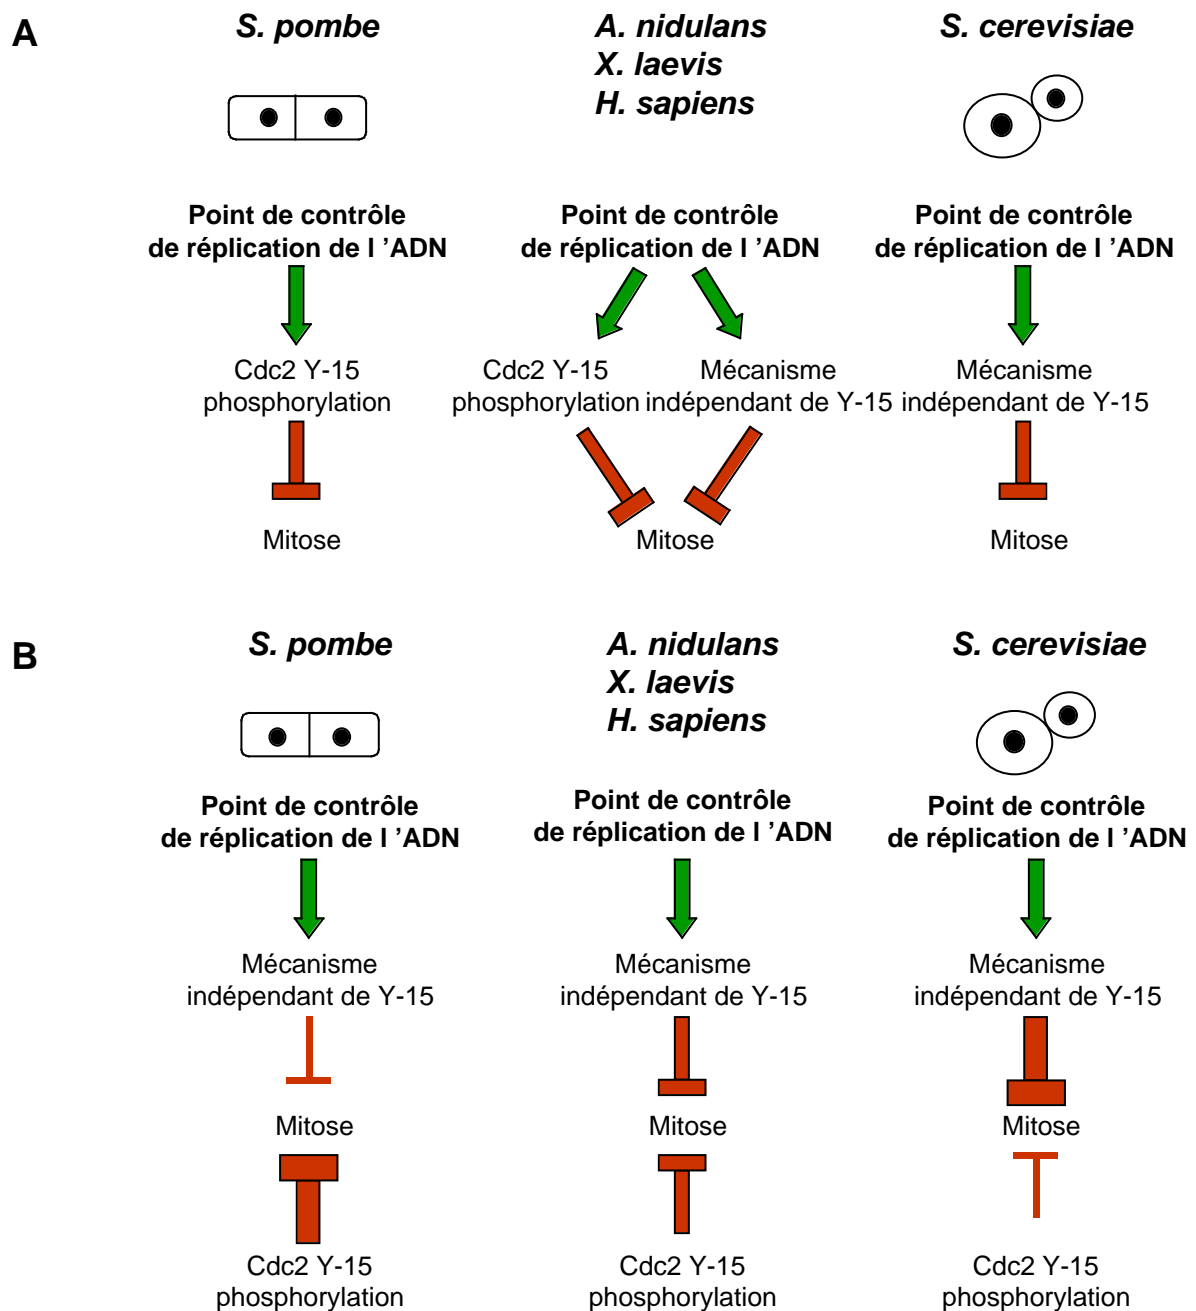 A
S. pombe
A. nidulans
X. laevis
H. sapiens
S. cerevisiae
Point de contrôle
de réplication de l ’ADN
Point de contrôle
de réplication de l ’ADN
Point de contrôle
de réplication de l ’ADN
Cdc2 Y-15
phosphorylation
Cdc2 Y-15
phosphorylation
Mécanisme
indépendant de Y-15
Mécanisme
indépendant de Y-15
Mitose
Mitose
Mitose
B
S. pombe
A. nidulans
X. laevis
H. sapiens
S. cerevisiae
Point de contrôle
de réplication de l ’ADN
Point de contrôle
de réplication de l ’ADN
Point de contrôle
de réplication de l ’ADN
Mécanisme
indépendant de Y-15
Mécanisme
indépendant de Y-15
Mécanisme
indépendant de Y-15
Mitose
Mitose
Mitose
Cdc2 Y-15
phosphorylation
Cdc2 Y-15
phosphorylation
Cdc2 Y-15
phosphorylation